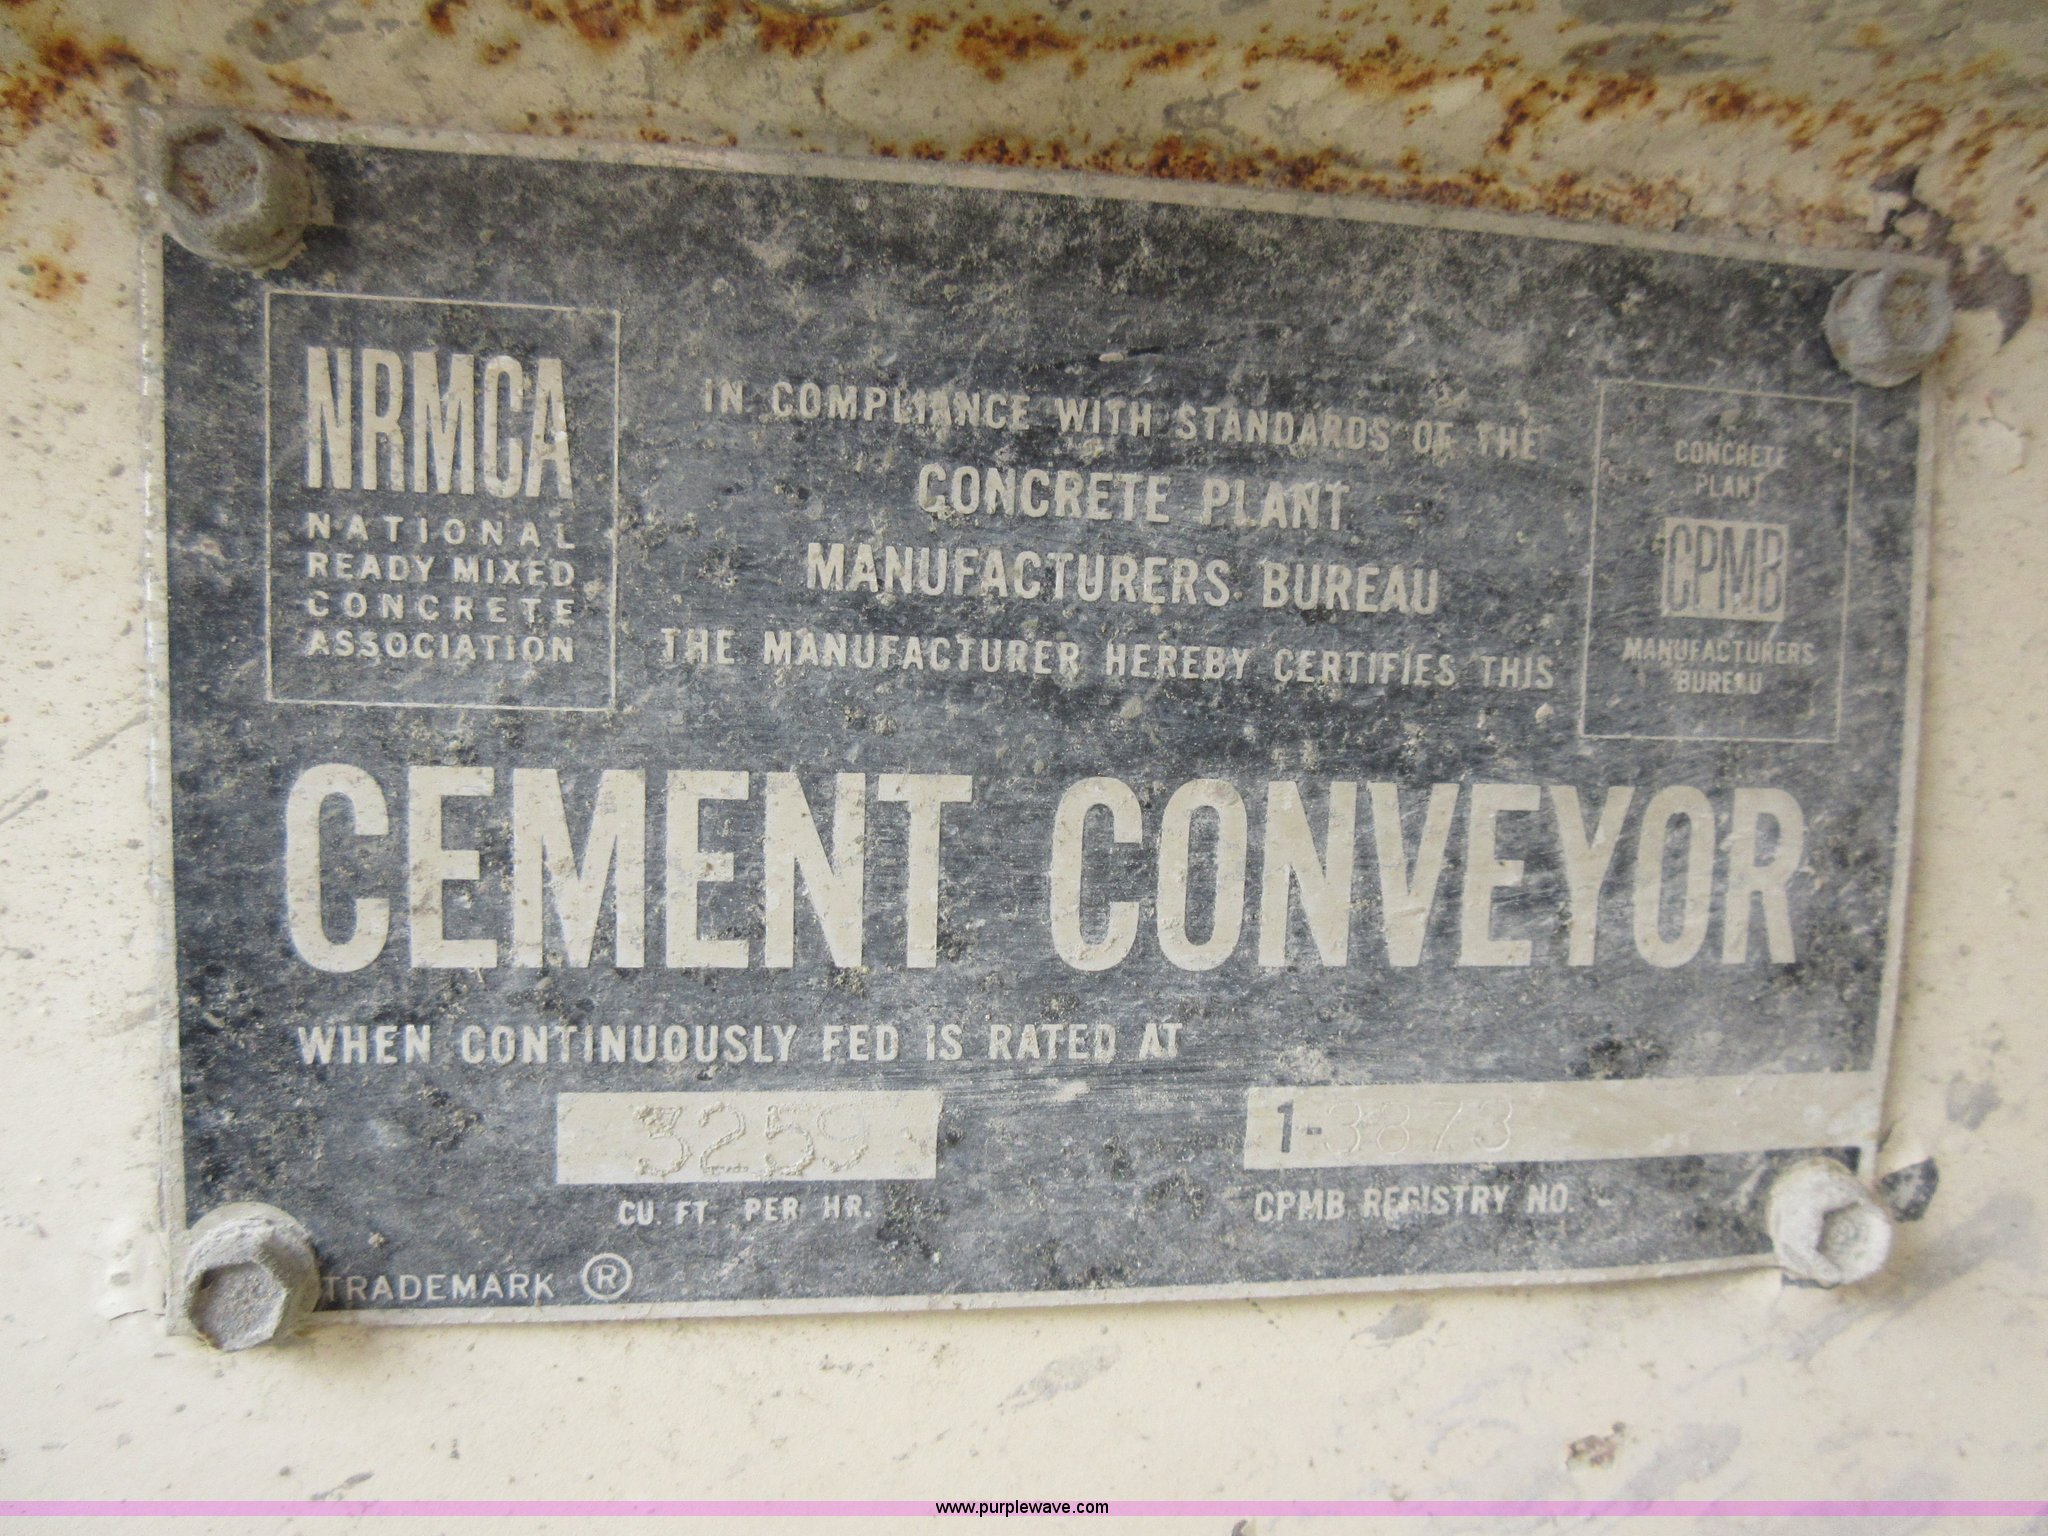 NRMCA
NATIONAL
READY MIXED
CONCRETE
ASSOCIATION
IN COMPLIANCE WITH STANDARDS OF THE
CONCRETE PLANT
MANUFACTURERS BUREAU
THE MANUFACTURER HEREBY CERTIFIES THIS
CONCRETE
PLANT
CPMB
MANUFACTURERS
BUREAU
CEMENT CONVEYOR
WHEN CONTINUOUSLY FED IS RATED AT
3259
CU. FT. PER HR.
1-3873
CPMB REGISTRY NO.
TRADEMARK ®
www.purplewave.com